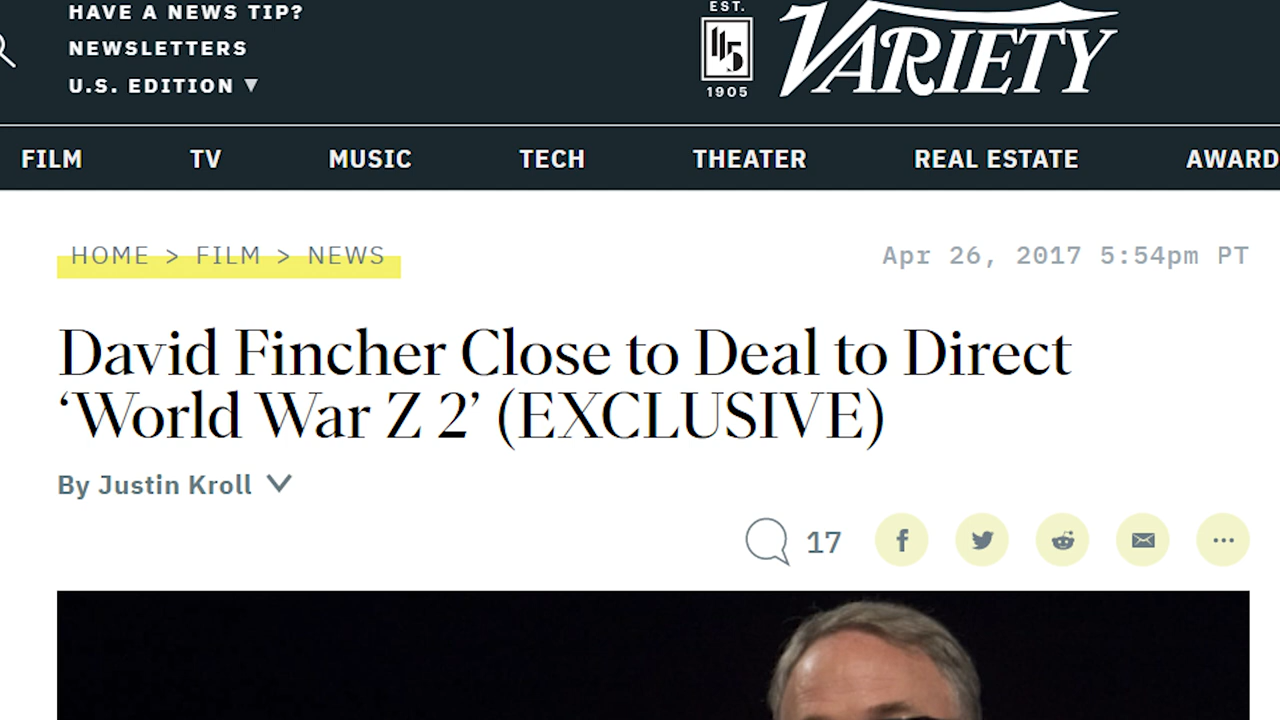 HAVE A NEWS TIP?
NEWSLETTERS
U.S. EDITION ▼
EST.
115
1905
VARIETY
FILM TV MUSIC TECH THEATER REAL ESTATE AWARD
HOME > FILM > NEWS
Apr 26, 2017 5:54pm PT
David Fincher Close to Deal to Direct
‘World War Z 2’ (EXCLUSIVE)
By Justin Kroll
17